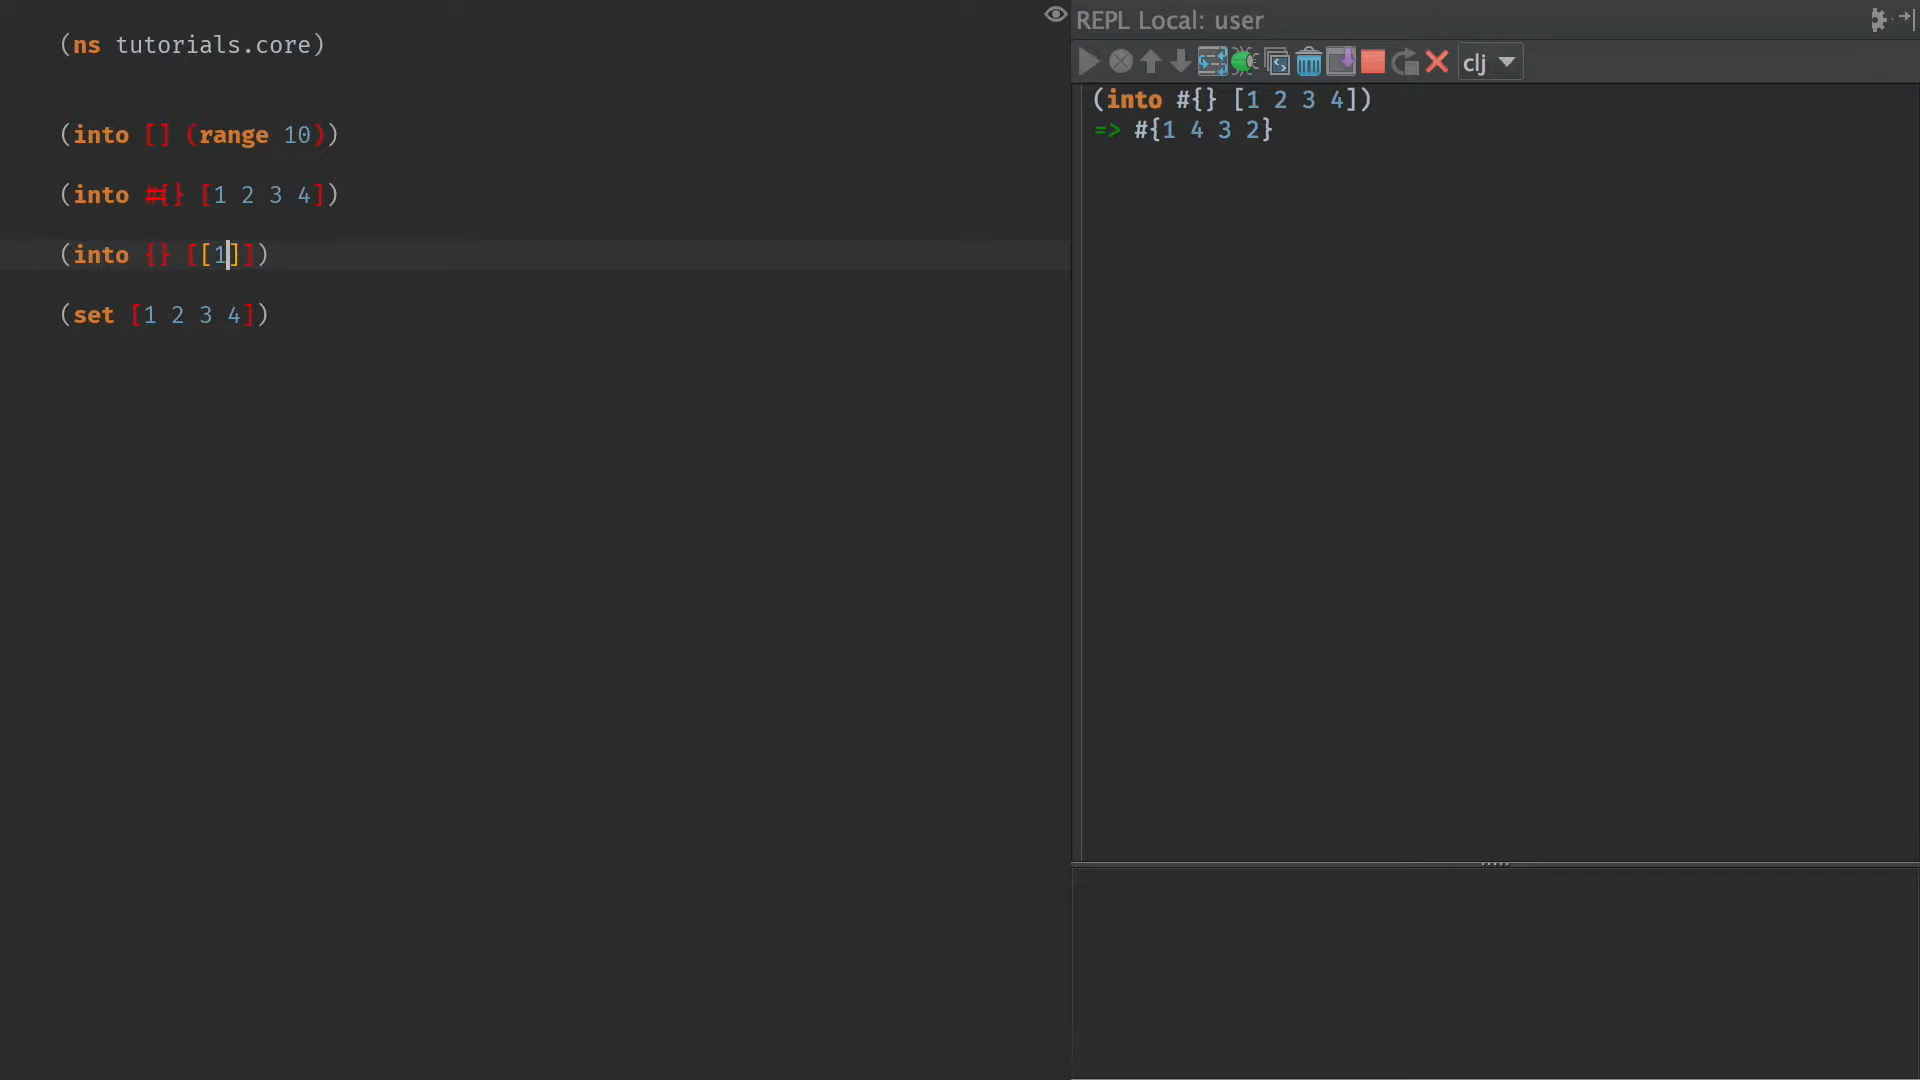 (ns tutorials.core)
(into [] (range 10))
(into #{} [1 2 3 4])
(into {} [[1]])
(set [1 2 3 4])
REPL Local: user
clj
(into #{} [1 2 3 4])
=> #{1 4 3 2}